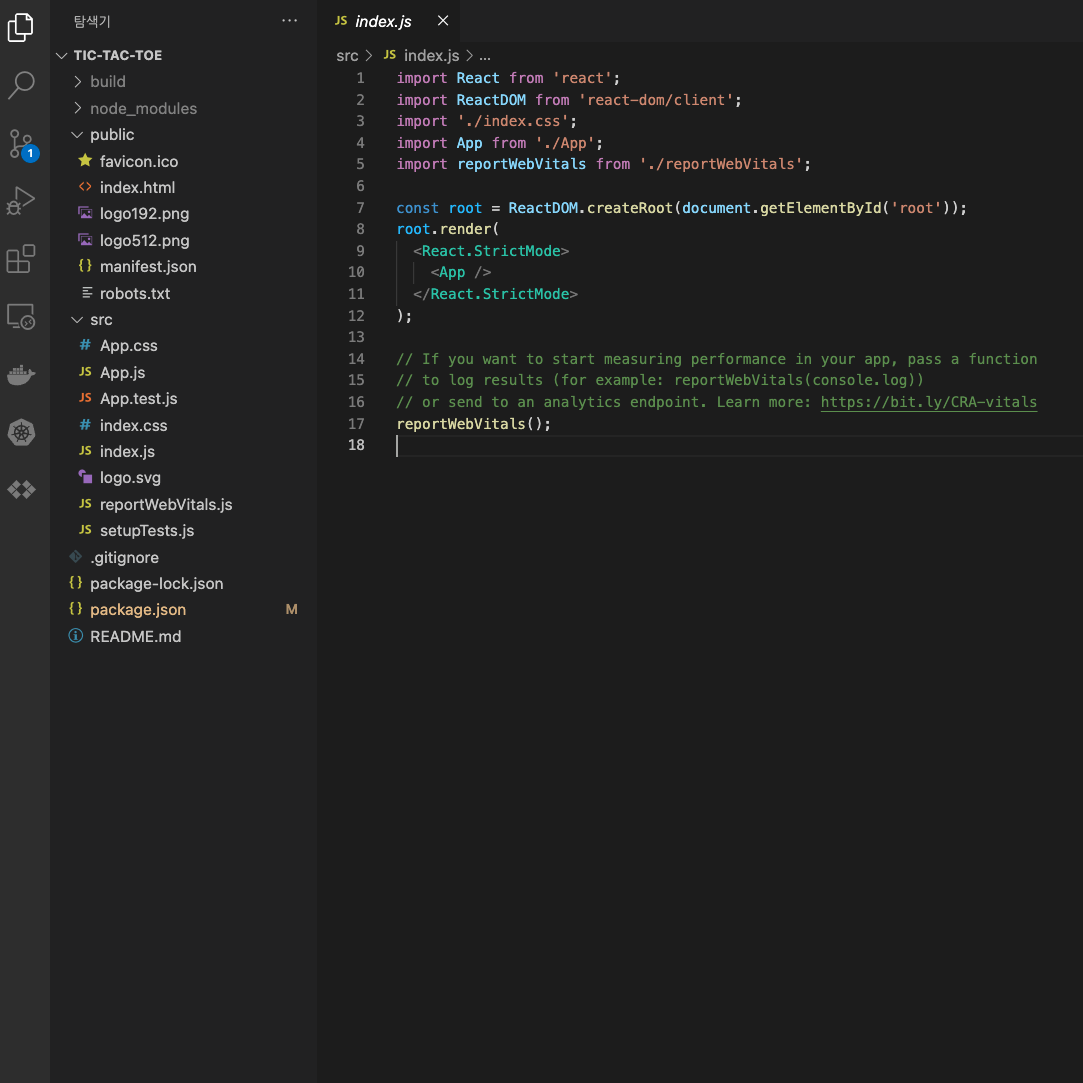 탐색기
TIC-TAC-TOE
build
node_modules
public
favicon.ico
index.html
logo192.png
logo512.png
manifest.json
robots.txt
src
App.css
App.js
App.test.js
index.css
index.js
logo.svg
reportWebVitals.js
setupTests.js
.gitignore
package-lock.json
package.json M
README.md
1
JS index.js
src > JS index.js > ...
1 import React from 'react';
2 import ReactDOM from 'react-dom/client';
3 import './index.css';
4 import App from './App';
5 import reportWebVitals from './reportWebVitals';
6
7 const root = ReactDOM.createRoot(document.getElementById('root'));
8 root.render(
9   <React.StrictMode>
10     <App />
11   </React.StrictMode>
12 );
13
14 // If you want to start measuring performance in your app, pass a function
15 // to log results (for example: reportWebVitals(console.log))
16 // or send to an analytics endpoint. Learn more: https://bit.ly/CRA-vitals
17 reportWebVitals();
18